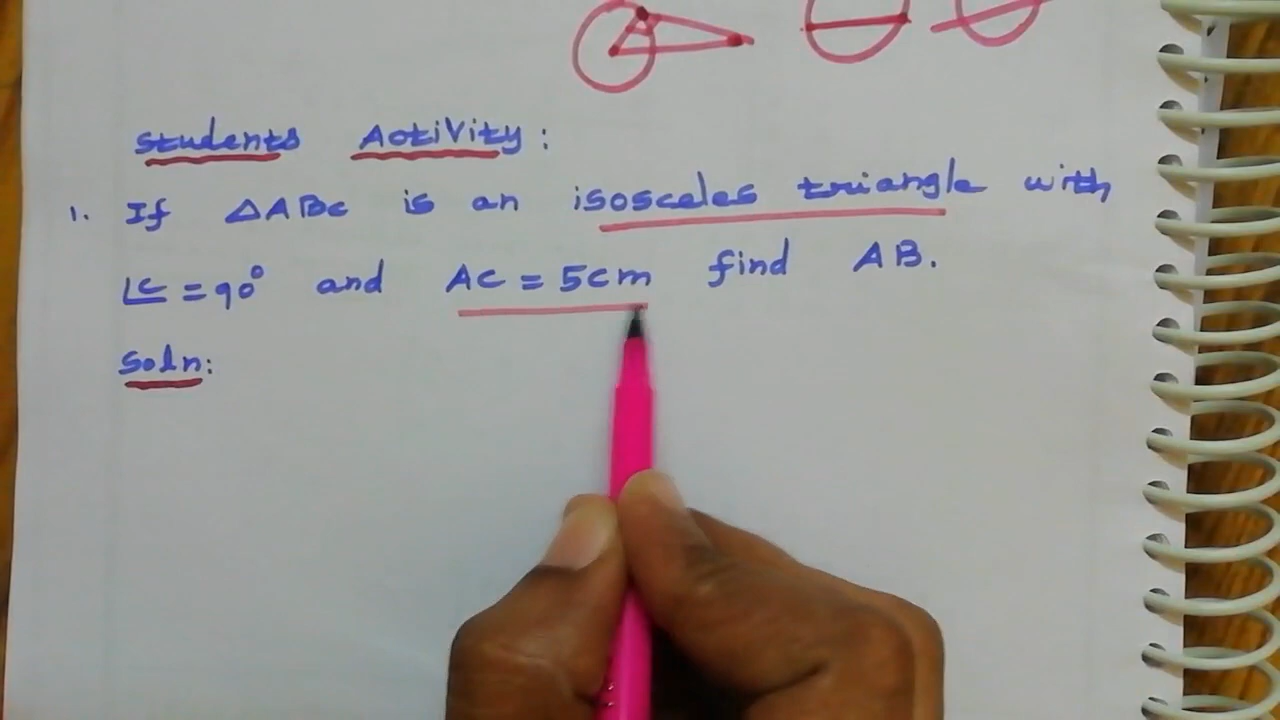 Students Activity:
1. If ΔABC is an isosceles triangle with
∠C = 90° and AC = 5cm find AB.
Soln: